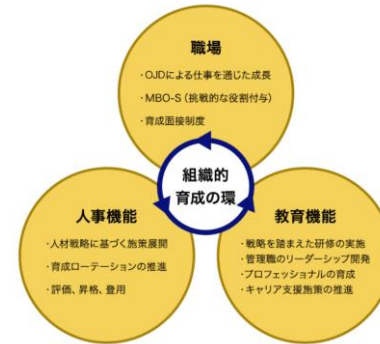 職場
・OJDによる仕事を通じた成長
・MBO-S（挑戦的な役割付与）
・育成面接制度
組織的
育成の環
人事機能
・人材戦略に基づく施策展開
・育成ローテーションの推進
・評価、昇格、登用
教育機能
・戦略を踏まえた研修の実施
・管理職のリーダーシップ開発
・プロフェッショナルの育成
・キャリア支援施策の推進